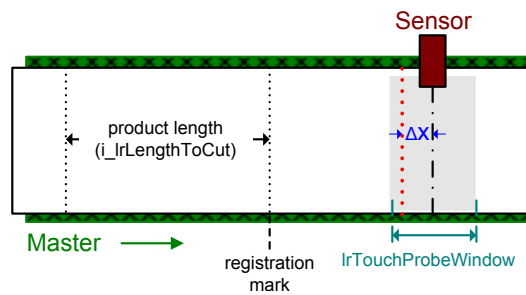 Sensor
product length
(i_lrLengthToCut)
ΔX
Master
registration
mark
lrTouchProbeWindow